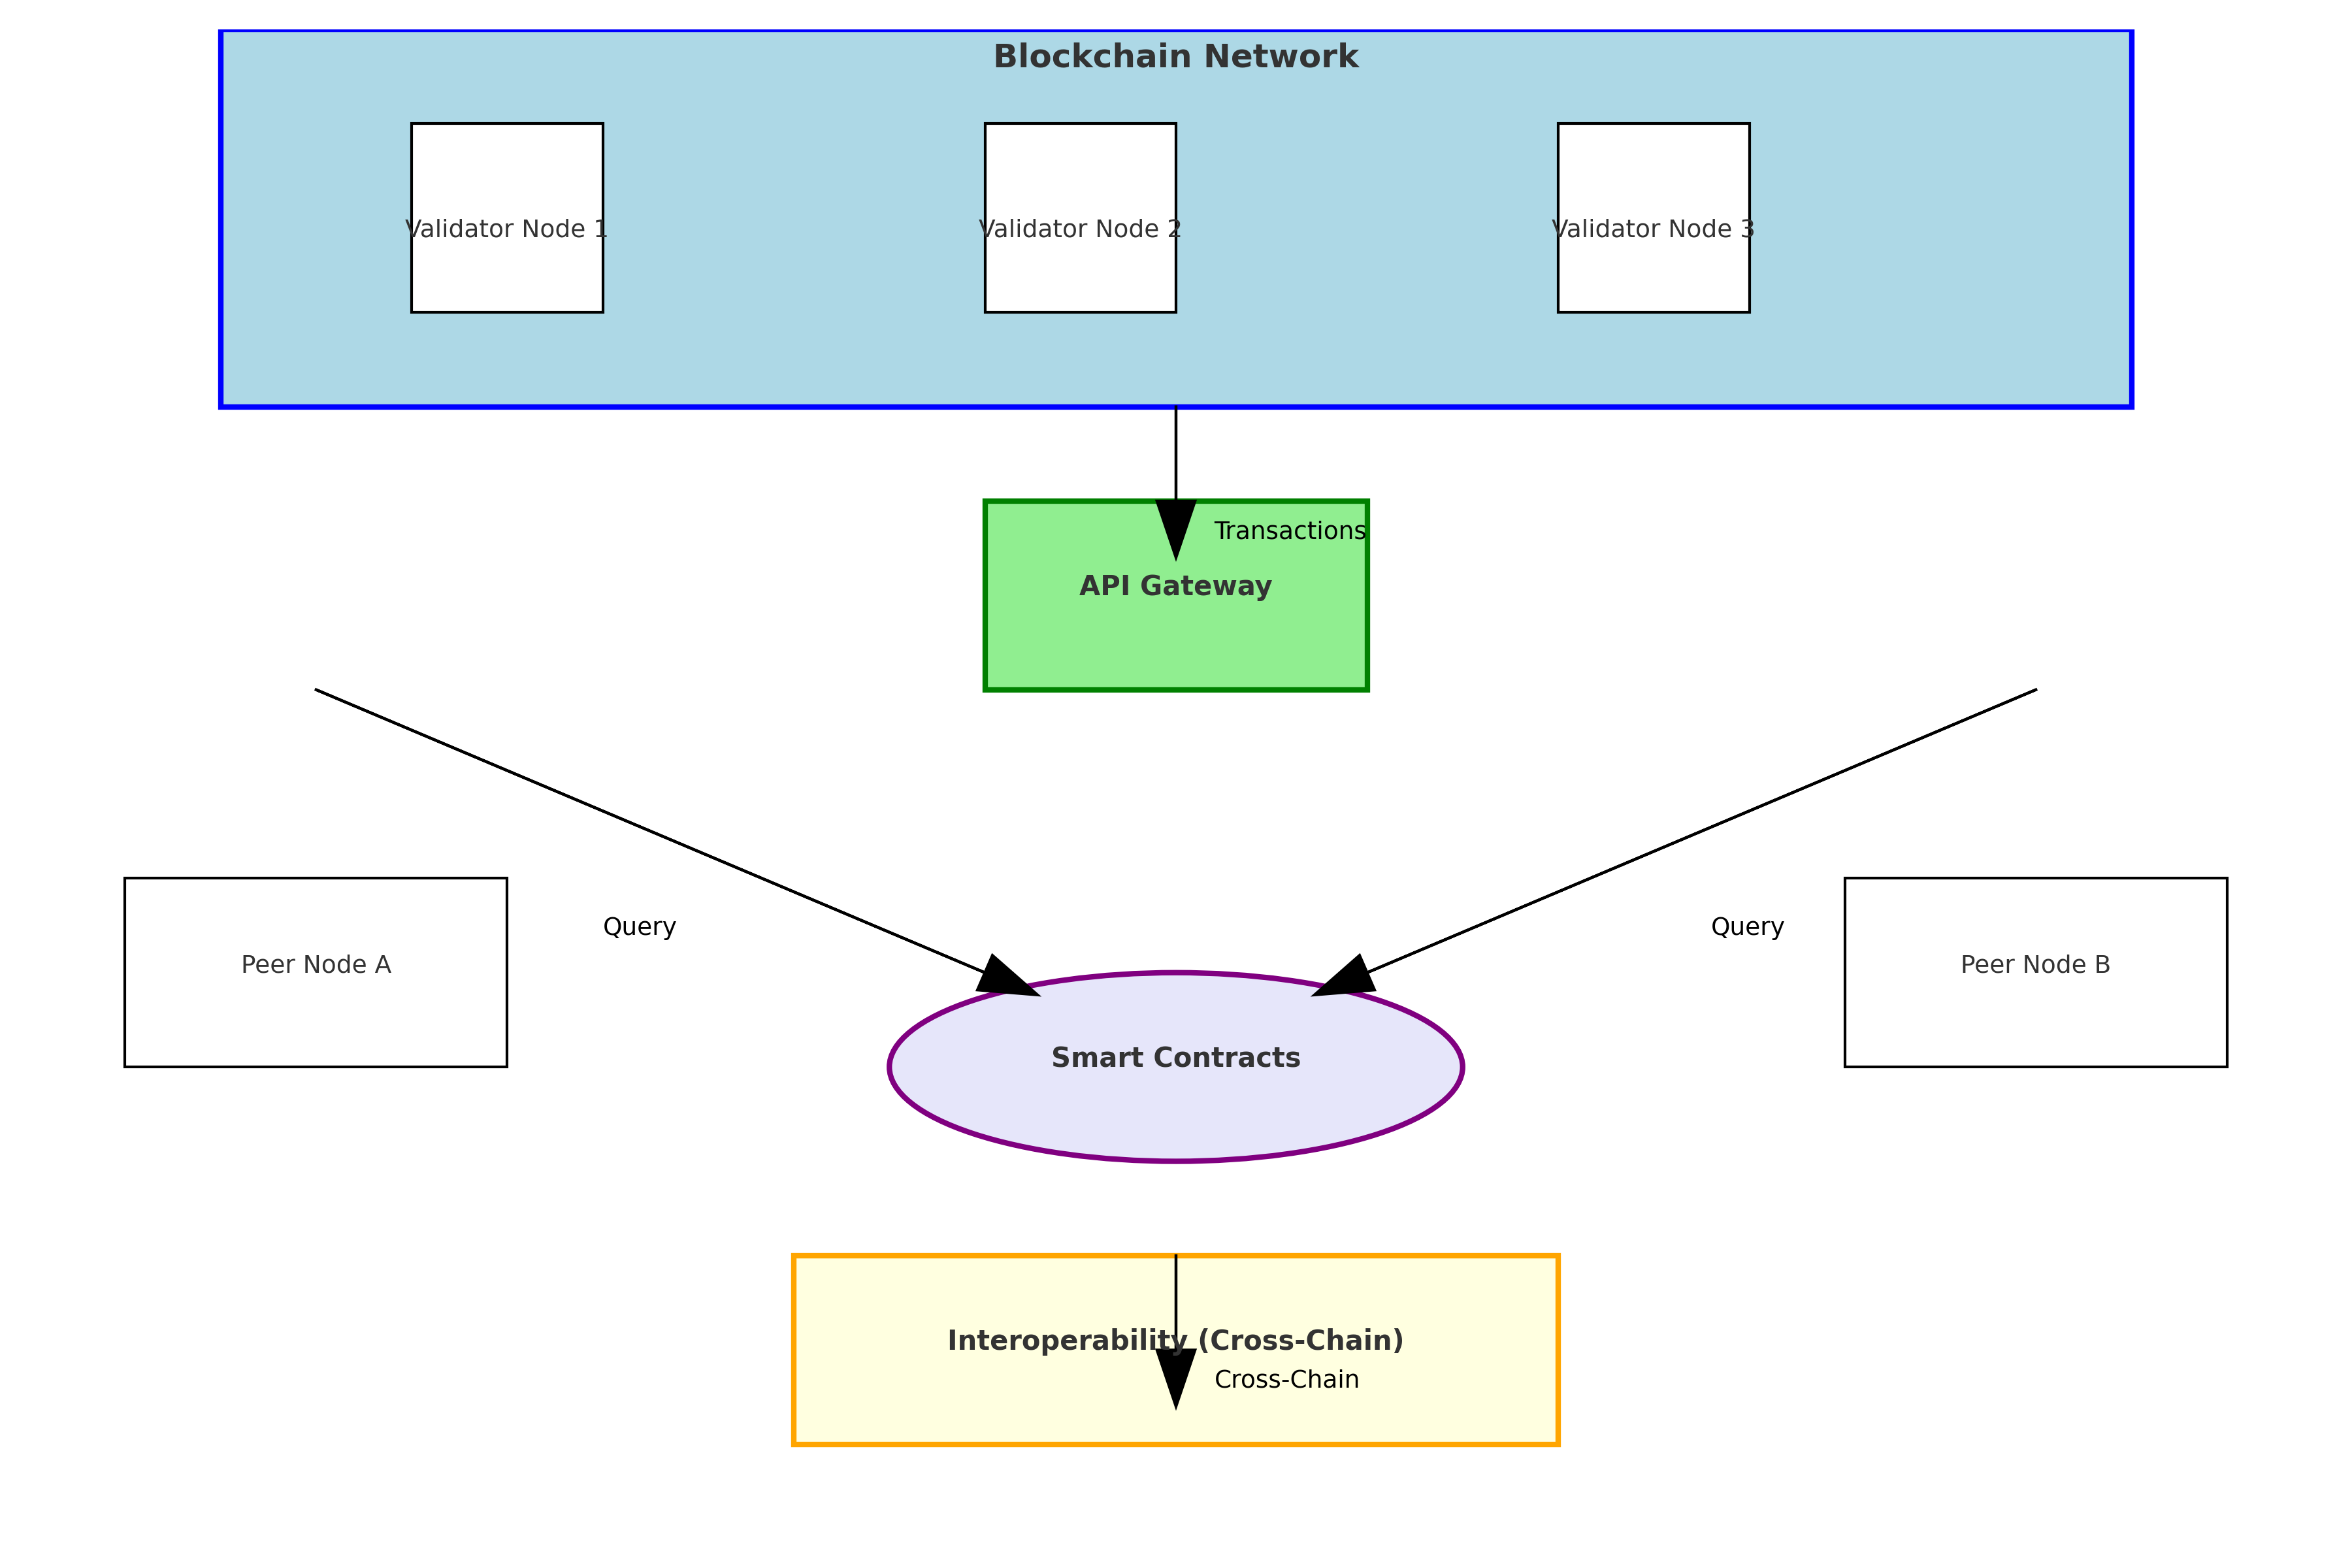 Blockchain Network
Validator Node 1
Validator Node 2
Validator Node 3
Transactions
API Gateway
Query
Query
Peer Node A
Peer Node B
Smart Contracts
Interoperability (Cross-Chain)
Cross-Chain